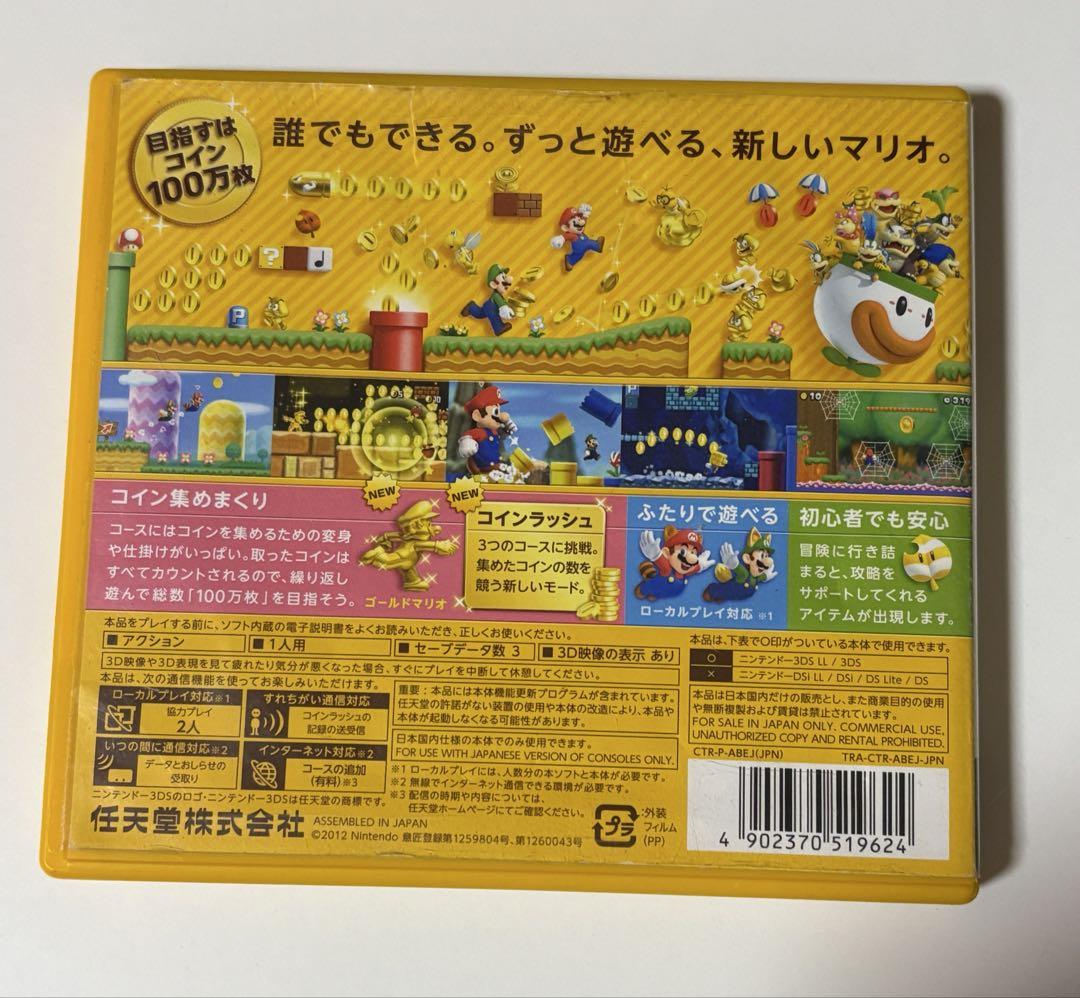 目指すは
コイン
100万枚
誰でもできる。ずっと遊べる、新しいマリオ。
コイン集めまくり
コースにはコインを集めるための変身
や仕掛けがいっぱい。取ったコインは
すべてカウントされるので、繰り返し
遊んで総数「100万枚」を目指そう。
NEW
ゴールドマリオ
NEW
コインラッシュ
3つのコースに挑戦。
集めたコインの数を
競う新しいモード。
ふたりで遊べる
ローカルプレイ対応 ※1
初心者でも安心
冒険に行き詰
まると、攻略を
サポートしてくれる
アイテムが出現します。
本品をプレイする前に、ソフト内蔵の電子説明書をよくお読みいただき、正しくお使いください。
■ アクション
■ 1人用
■ セーブデータ数 3
■ 3D映像の表示 あり
3D映像や3D表現を見て疲れたり気分が悪くなった場合、すぐにプレイを中断して休憩してください。
本品は、次の通信機能を使ってお楽しみいただけます。
ローカルプレイ対応※1
協力プレイ
2人
すれちがい通信対応
コインラッシュの
記録の送受信
いつの間に通信対応※2
データとおしらせの
受取り
インターネット対応※2
コースの追加
(有料)※3
ニンテンドー3DSのロゴ・ニンテンドー3DSは任天堂の商標です。
任天堂株式会社
ASSEMBLED IN JAPAN
©2012 Nintendo 意匠登録第1259804号、第1260043号
重要:本品には本体機能更新プログラムが含まれています。
任天堂の許諾がない装置の使用や本体の改造により、本品や
本体が起動しなくなる可能性があります。
日本国仕様の本体でのみ使用できます。
FOR USE WITH JAPANESE VERSION OF CONSOLES ONLY.
※1 ローカルプレイには、人数分の本ソフトと本体が必要です。
※2 無線でインターネット通信できる環境が必要です。
※3 配信の時期や内容については、
任天堂ホームページにてご確認ください。
プラ
:外装
フィルム
(PP)
本品は、下表で○印がついている本体で使用できます。
○ ニンテンドー3DS LL / 3DS
× ニンテンドーDSi LL / DSi / DS Lite / DS
本品は日本国内だけの販売とし、また商業目的の使用
や無断複製および賃貸は禁止されています。
FOR SALE IN JAPAN ONLY. COMMERCIAL USE,
UNAUTHORIZED COPY AND RENTAL PROHIBITED.
CTR-P-ABEJ(JPN)
TRA-CTR-ABEJ-JPN
4 902370 519624